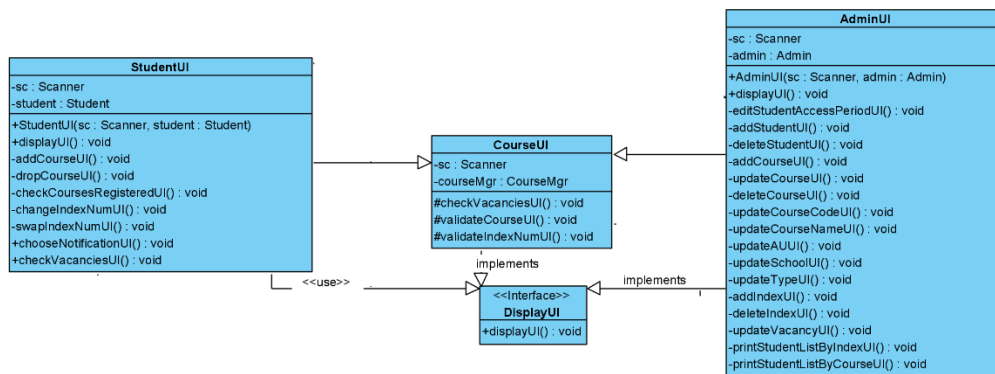 StudentUI
-sc : Scanner
-student : Student
+StudentUI(sc : Scanner, student : Student)
+displayUI() : void
-addCourseUI() : void
-dropCourseUI() : void
-checkCoursesRegisteredUI() : void
-changeIndexNumUI() : void
-swapIndexNumUI() : void
+chooseNotificationUI() : void
+checkVacanciesUI() : void
CourseUI
-sc : Scanner
-courseMgr : CourseMgr
#checkVacanciesUI() : void
#validateCourseUI() : void
#validateIndexNumUI() : void
AdminUI
-sc : Scanner
-admin : Admin
+AdminUI(sc : Scanner, admin : Admin)
+displayUI() : void
-editStudentAccessPeriodUI() : void
-addStudentUI() : void
-deleteStudentUI() : void
-addCourseUI() : void
-updateCourseUI() : void
-deleteCourseUI() : void
-updateCourseCodeUI() : void
-updateCourseNameUI() : void
-updateAUUI() : void
-updateSchoolUI() : void
-updateTypeUI() : void
-addIndexUI() : void
-deleteIndexUI() : void
-updateVacancyUI() : void
-printStudentListByIndexUI() : void
-printStudentListByCourseUI() : void
implements
<<use>>
implements
<<Interface>>
DisplayUI
+displayUI() : void